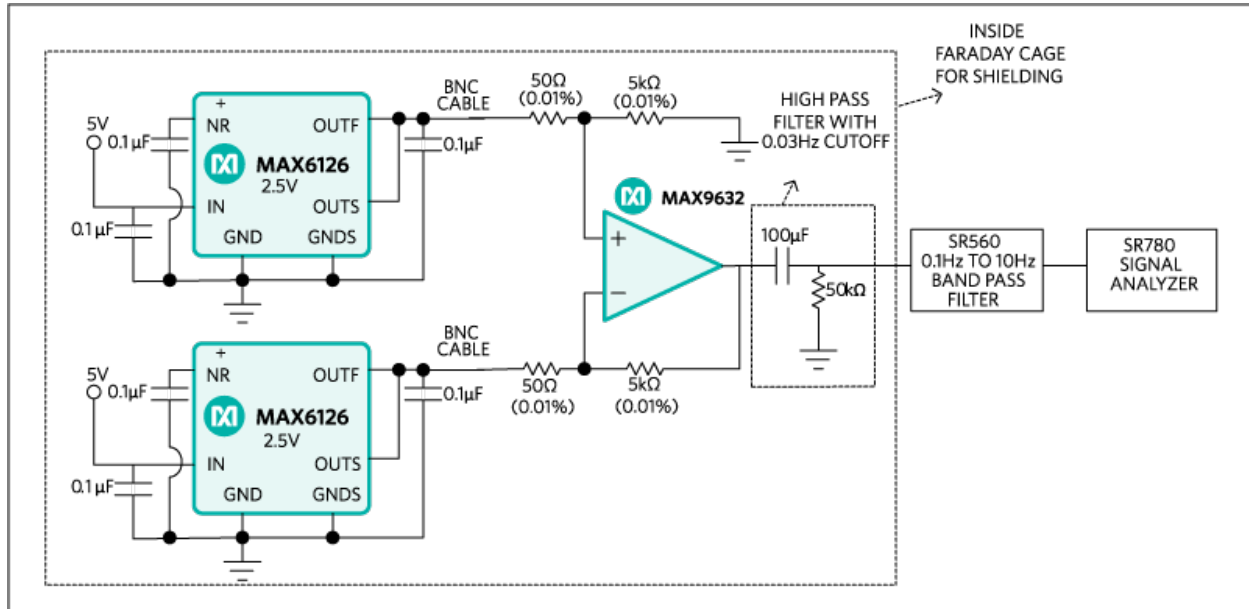 INSIDE
FARADAY CAGE
FOR SHIELDING
BNC
CABLE
50Ω
(0.01%)
5kΩ
(0.01%)
HIGH PASS
FILTER WITH
0.03Hz CUTOFF
5V
0.1µF
+
NR
OUTF
MAX6126
2.5V
0.1µF
IN
OUTS
0.1µF
GND
GNDS
MAX9632
+
−
100µF
50kΩ
SR560
0.1Hz TO 10Hz
BAND PASS
FILTER
SR780
SIGNAL
ANALYZER
BNC
CABLE
50Ω
(0.01%)
5kΩ
(0.01%)
5V
0.1µF
+
NR
OUTF
MAX6126
2.5V
0.1µF
IN
OUTS
0.1µF
GND
GNDS